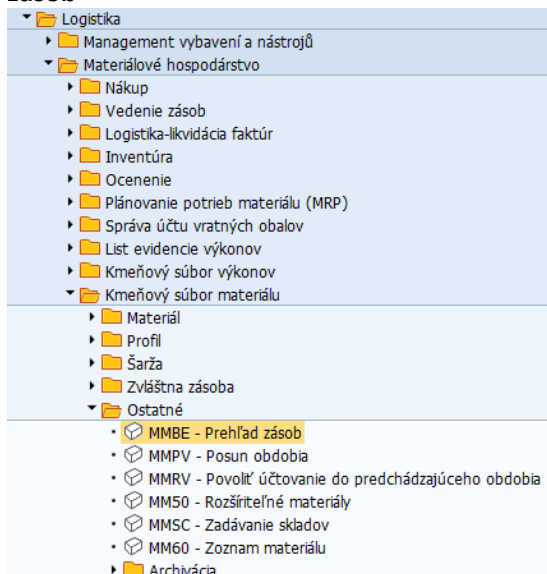 Logistika
Management vybavení a nástrojů
Materiálové hospodárstvo
Nákup
Vedenie zásob
Logistika-likvidácia faktúr
Inventúra
Ocenenie
Plánovanie potrieb materiálu (MRP)
Správa účtu vratných obalov
List evidencie výkonov
Kmeňový súbor výkonov
Kmeňový súbor materiálu
Materiál
Profil
Šarža
Zvláštna zásoba
Ostatné
MMBE - Prehľad zásob
MMPV - Posun obdobia
MMRV - Povoliť účtovanie do predchádzajúceho obdobia
MM50 - Rozšíriteľné materiály
MMSC - Zadávanie skladov
MM60 - Zoznam materiálu
Archivácia